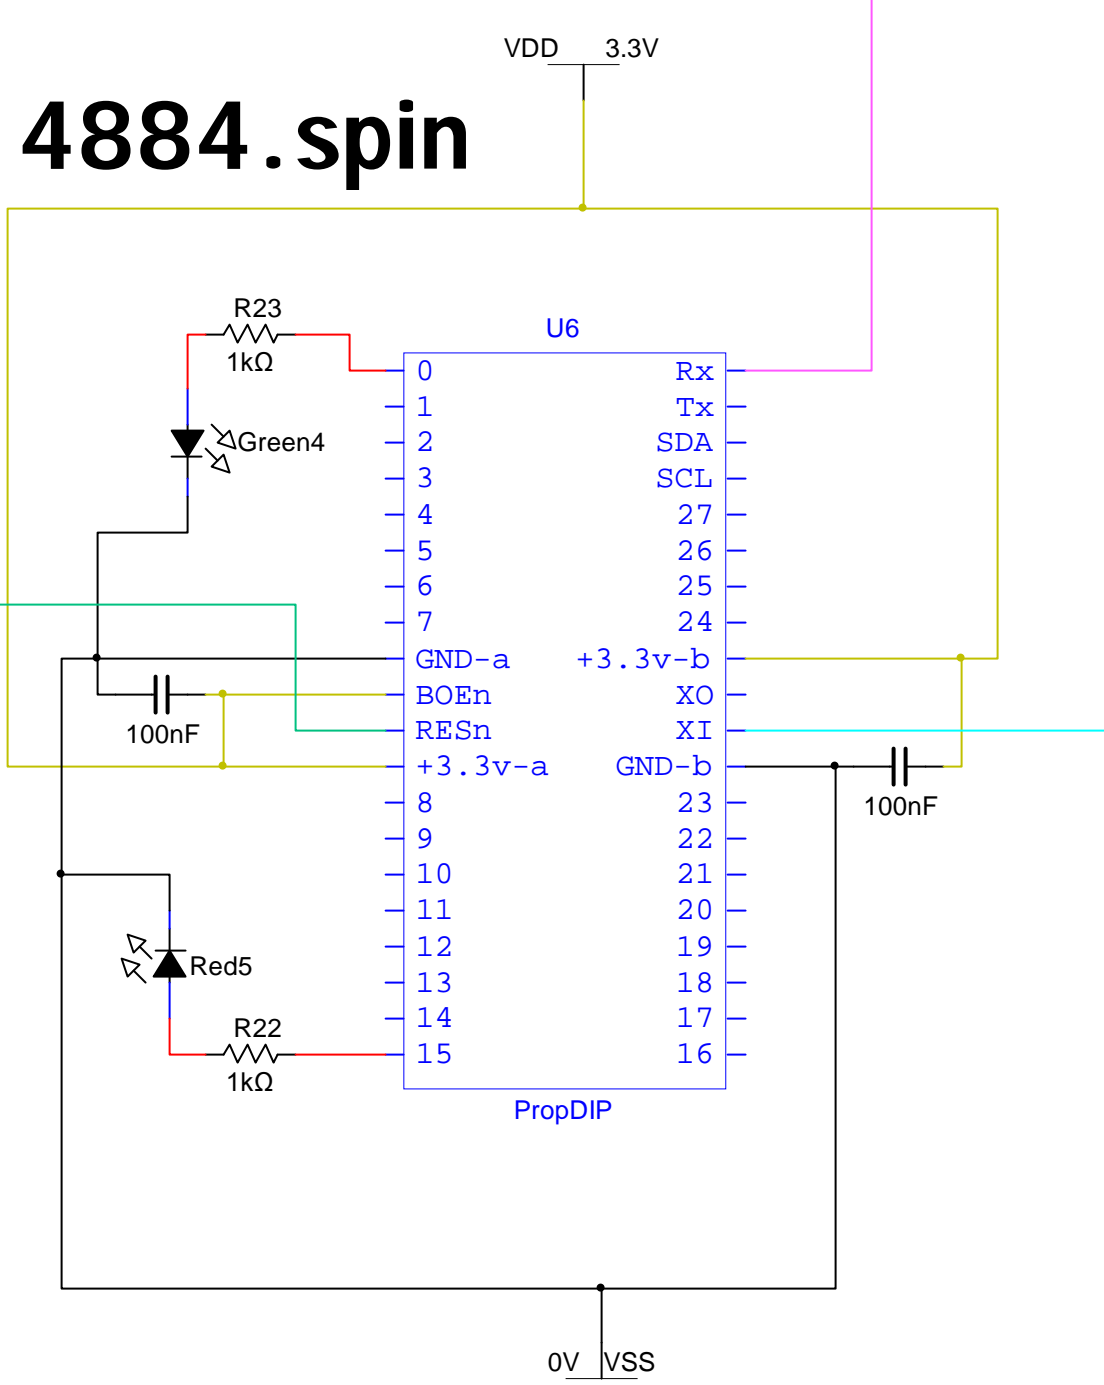 VDD 3.3V
4884.spin
R23
1kΩ
Green4
U6
0 Rx
1 Tx
2 SDA
3 SCL
4 27
5 26
6 25
7 24
GND-a +3.3v-b
BOEn XO
RESn XI
+3.3v-a GND-b
8 23
9 22
10 21
11 20
12 19
13 18
14 17
15 16
PropDIP
100nF
100nF
Red5
R22
1kΩ
0V VSS